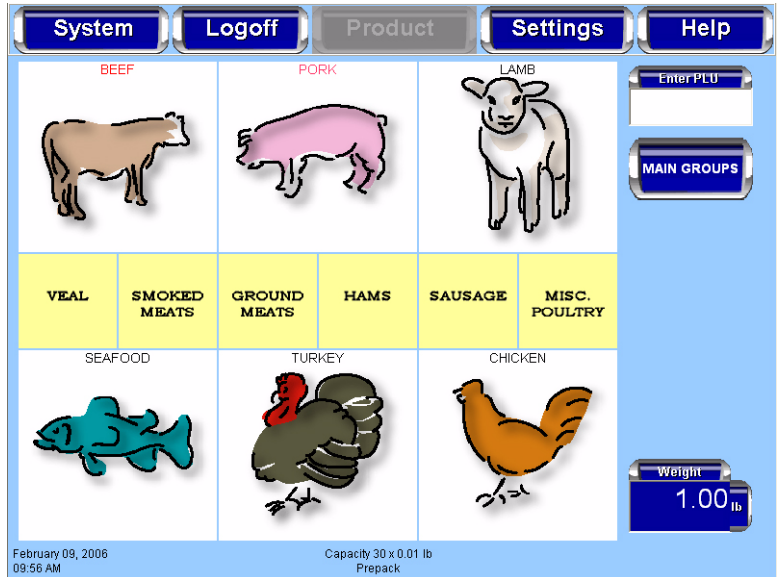 System Logoff Product Settings Help
BEEF PORK LAMB
Enter PLU
MAIN GROUPS
VEAL SMOKED MEATS GROUND MEATS HAMS SAUSAGE MISC. POULTRY
SEAFOOD TURKEY CHICKEN
Weight
1.00 lb
February 09, 2006 Capacity 30 x 0.01 lb
09:56 AM Prepack